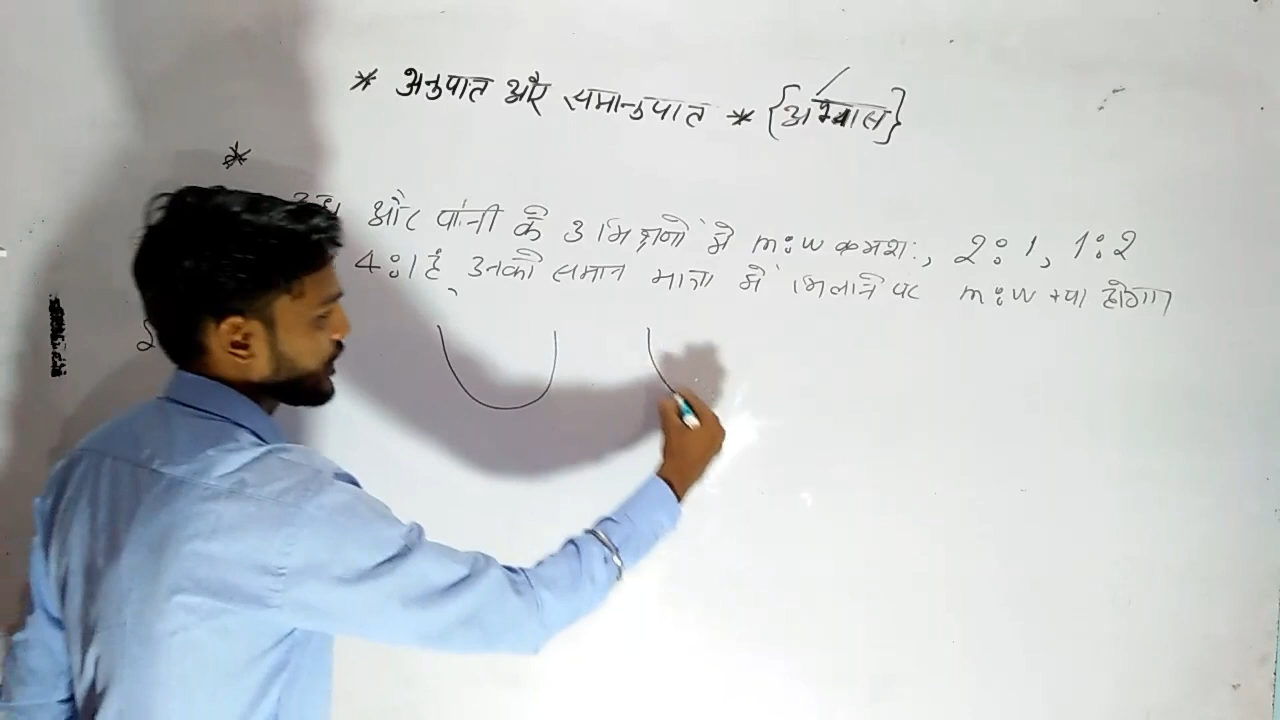 * अनुपात और समानुपात * {अभ्यास}
*
और पानी के 3 मिश्रणों में m:w क्रमशः, 2:1, 1:2
4:1 है उनको समान मात्रा में मिलाने पर m:w क्या होगा